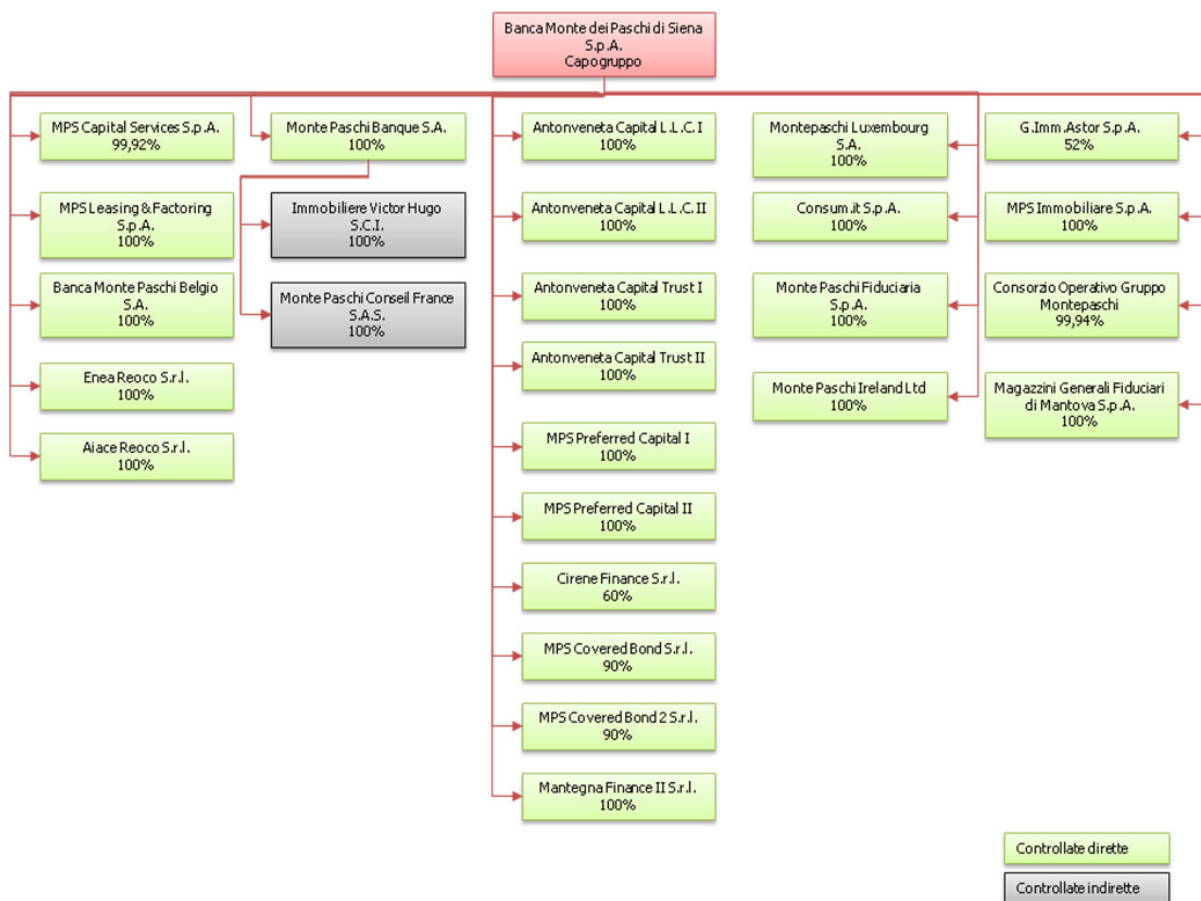 Banca Monte dei Paschi di Siena
S.p.A.
Capogruppo
MPS Capital Services S.p.A.
99,92%
MPS Leasing & Factoring
S.p.A.
100%
Banca Monte Paschi Belgio
S.A.
100%
Enea Reoco S.r.l.
100%
Aiace Reoco S.r.l.
100%
Monte Paschi Banque S.A.
100%
Immobiliere Victor Hugo
S.C.I.
100%
Monte Paschi Conseil France
S.A.S.
100%
Antonveneta Capital L.L.C. I
100%
Antonveneta Capital L.L.C. II
100%
Antonveneta Capital Trust I
100%
Antonveneta Capital Trust II
100%
MPS Preferred Capital I
100%
MPS Preferred Capital II
100%
Cirene Finance S.r.l.
60%
MPS Covered Bond S.r.l.
90%
MPS Covered Bond 2 S.r.l.
90%
Mantegna Finance II S.r.l.
100%
Montepaschi Luxembourg
S.A.
100%
Consum.it S.p.A.
100%
Monte Paschi Fiduciaria
S.p.A.
100%
Monte Paschi Ireland Ltd
100%
G.Imm.Astor S.p.A.
52%
MPS Immobiliare S.p.A.
100%
Consorzio Operativo Gruppo
Montepaschi
99,94%
Magazzini Generali Fiduciari
di Mantova S.p.A.
100%
Controllate dirette
Controllate indirette